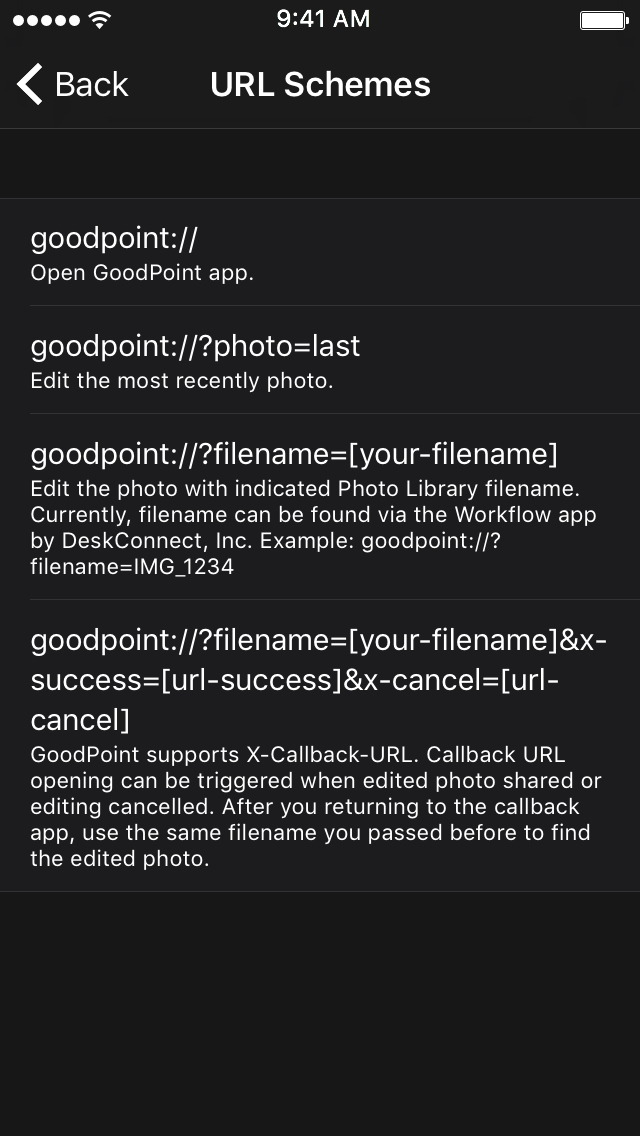 9:41 AM
Back
URL Schemes
goodpoint://
Open GoodPoint app.
goodpoint://?photo=last
Edit the most recently photo.
goodpoint://?filename=[your-filename]
Edit the photo with indicated Photo Library filename.
Currently, filename can be found via the Workflow app
by DeskConnect, Inc. Example: goodpoint://?
filename=IMG_1234
goodpoint://?filename=[your-filename]&x-
success=[url-success]&x-cancel=[url-
cancel]
GoodPoint supports X-Callback-URL. Callback URL
opening can be triggered when edited photo shared or
editing cancelled. After you returning to the callback
app, use the same filename you passed before to find
the edited photo.